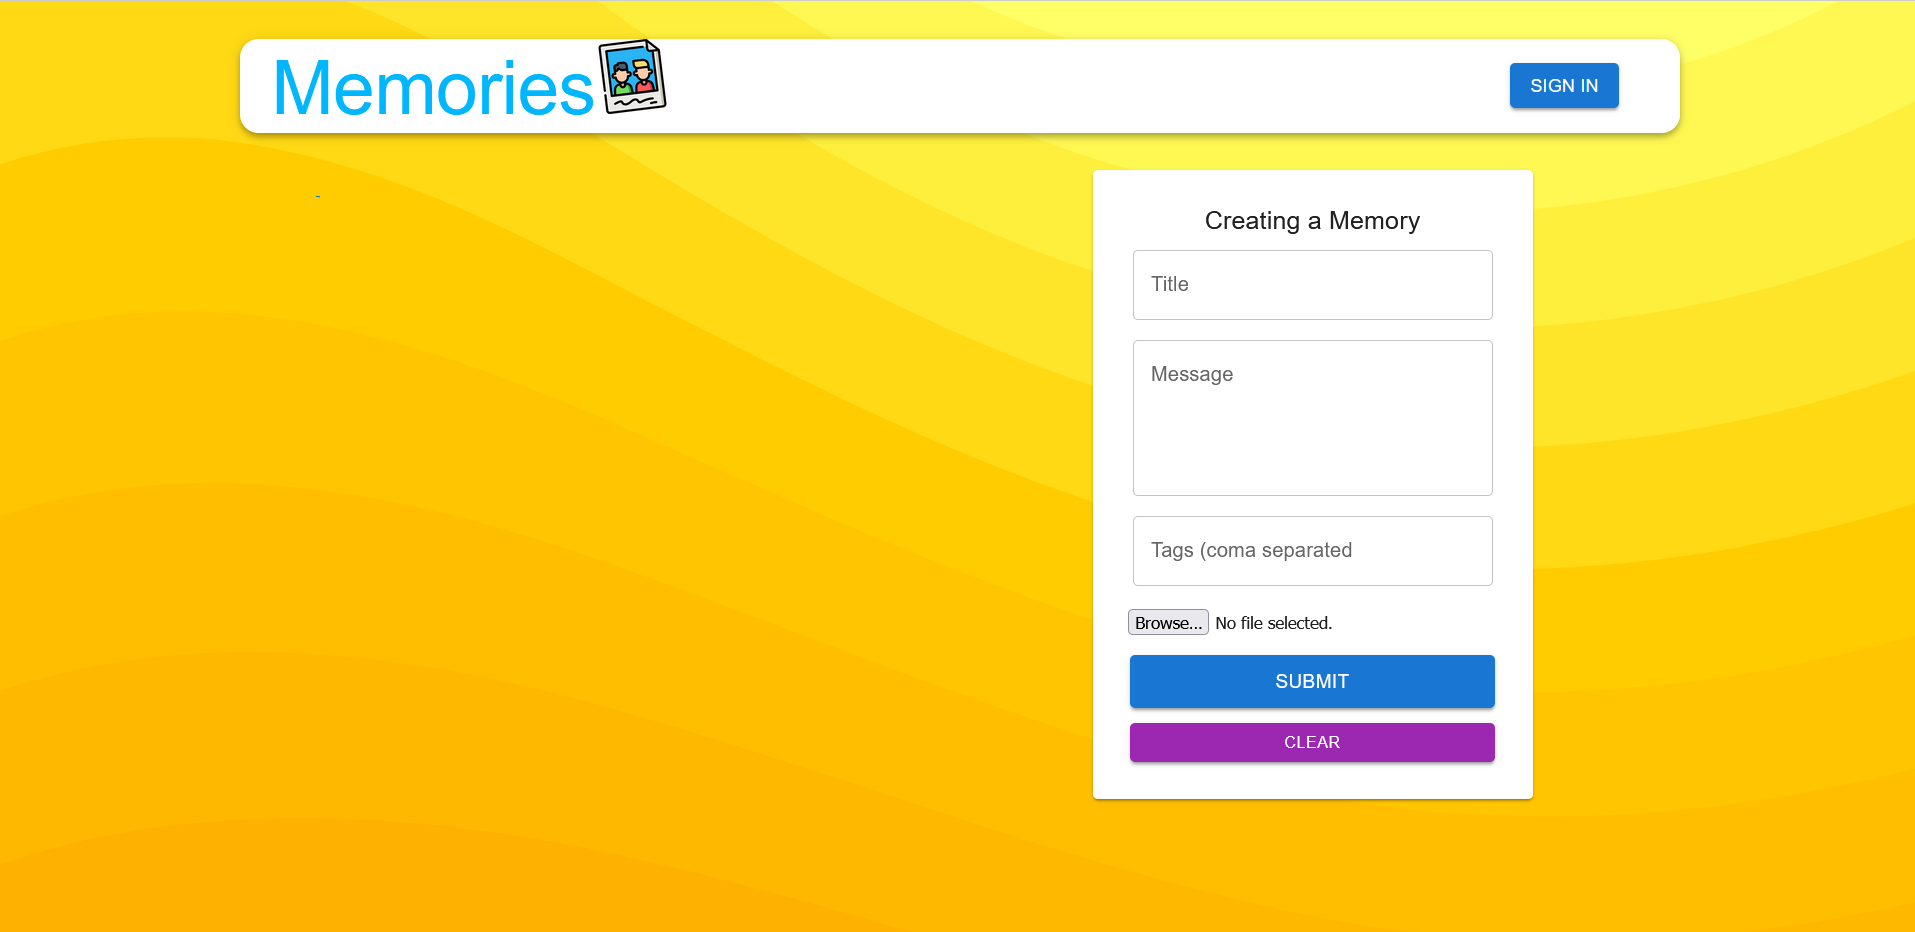 Memories
SIGN IN
Creating a Memory
Title
Message
Tags (coma separated
Browse... No file selected.
SUBMIT
CLEAR